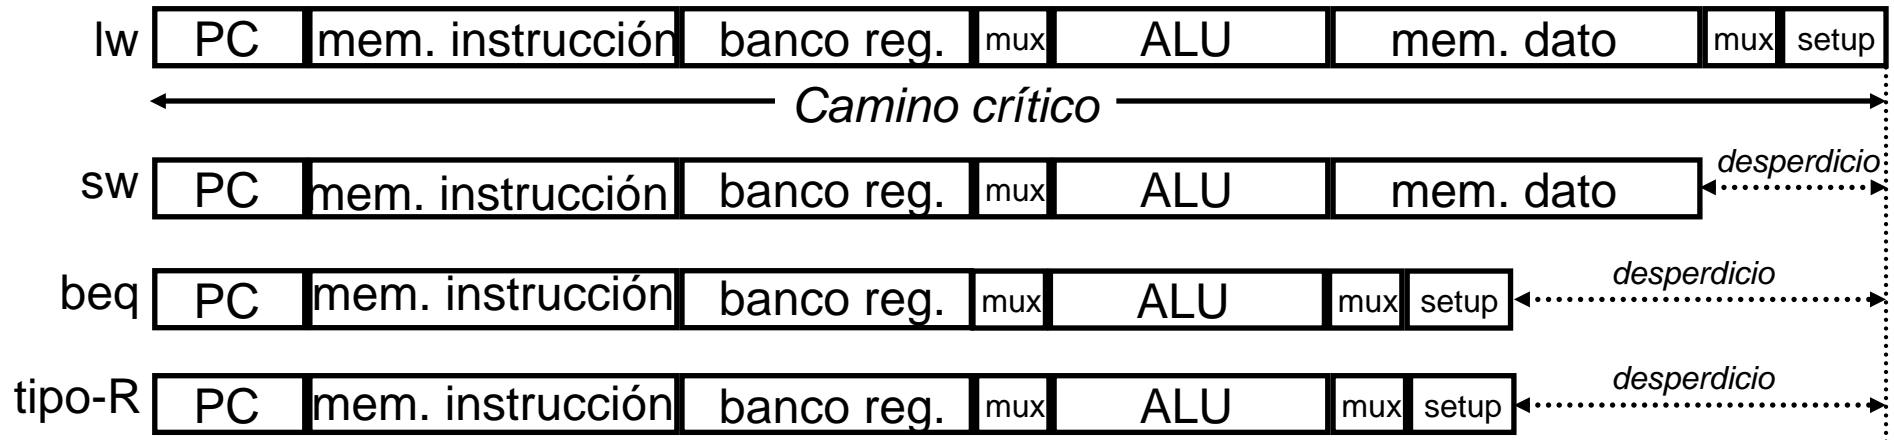 lw PC mem. instrucción banco reg. mux ALU mem. dato mux setup
Camino crítico
sw PC mem. instrucción banco reg. mux ALU mem. dato desperdicio
beq PC mem. instrucción banco reg. mux ALU mux setup desperdicio
tipo-R PC mem. instrucción banco reg. mux ALU mux setup desperdicio